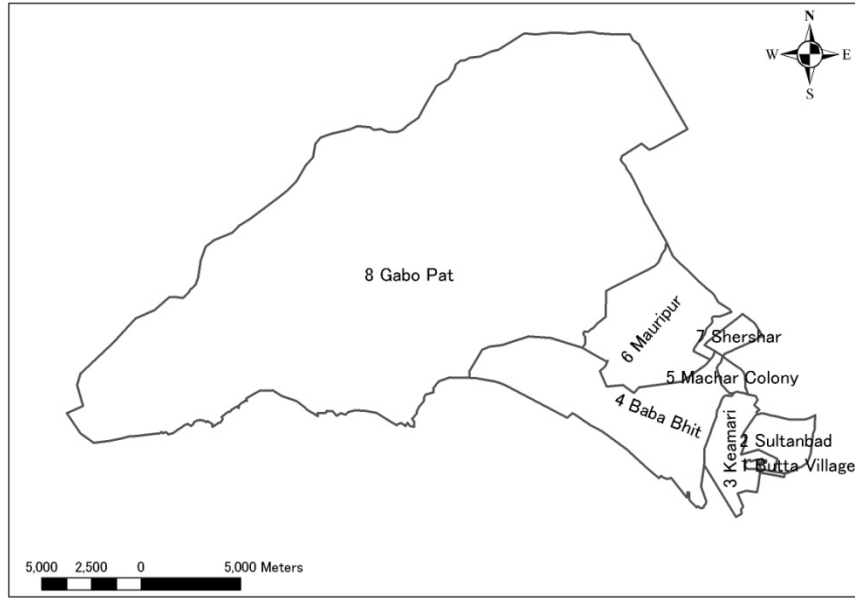 N
W E
S
8 Gabo Pat
6 Mauripur
7 Shershar
5 Machar Colony
4 Baba Bhit
3 Keamari
2 Sultanbad
1 Butta Village
5,000 2,500 0 5,000 Meters